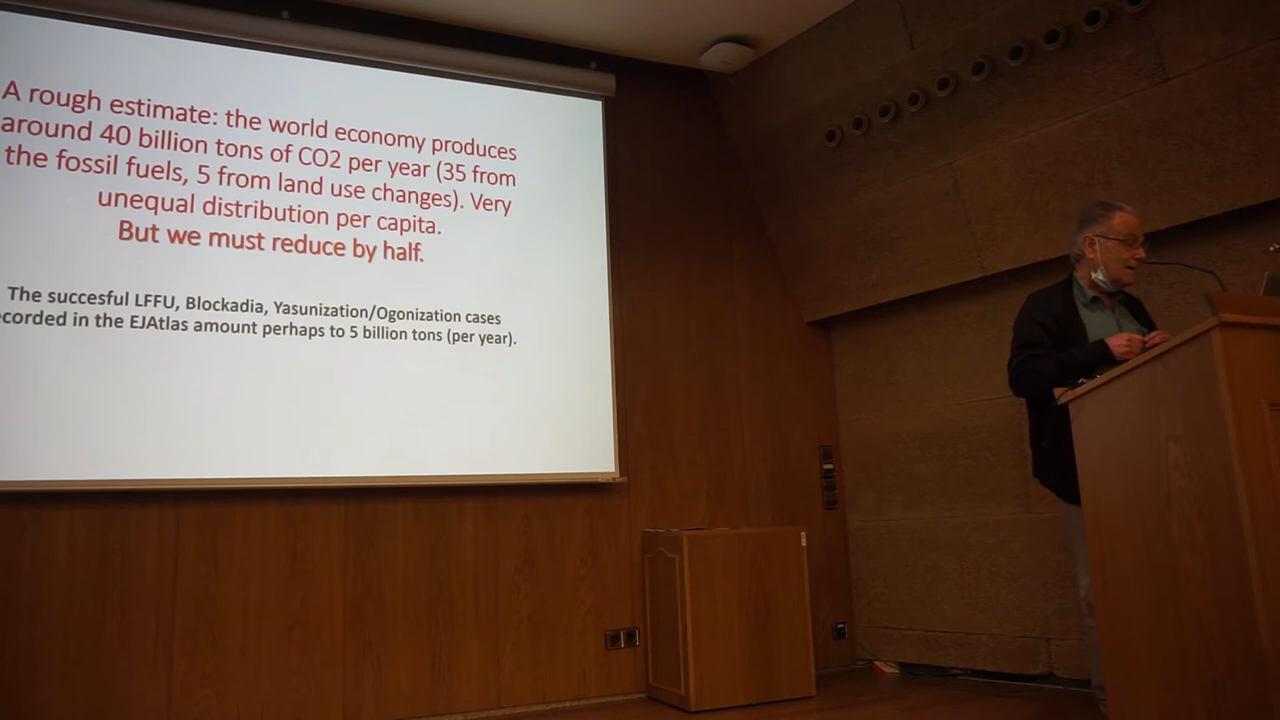 A rough estimate: the world economy produces
around 40 billion tons of CO2 per year (35 from
the fossil fuels, 5 from land use changes). Very
unequal distribution per capita.
But we must reduce by half.
The succesful LFFU, Blockadia, Yasunization/Ogonization cases
ecorded in the EJAtlas amount perhaps to 5 billion tons (per year).